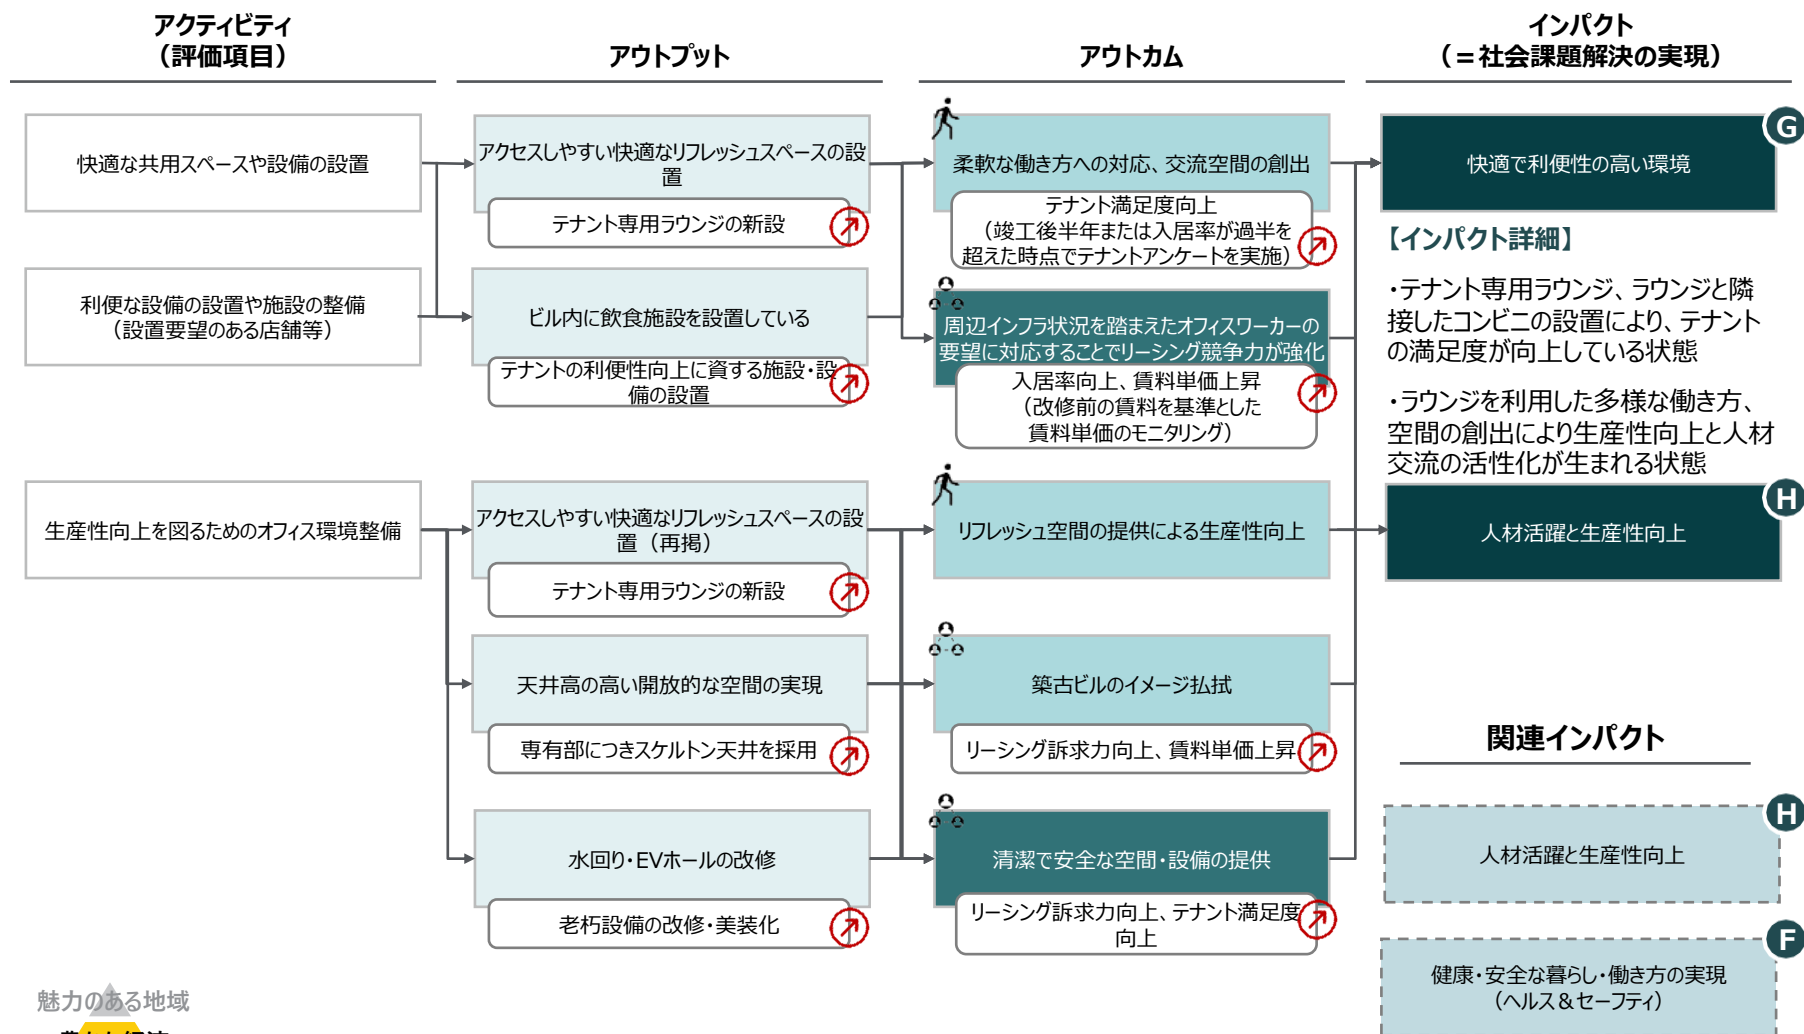 アクティビティ
（評価項目）
アウトプット
アウトカム
インパクト
（＝社会課題解決の実現）
快適な共用スペースや設備の設置
アクセスしやすい快適なリフレッシュスペースの設
置
テナント専用ラウンジの新設
柔軟な働き方への対応、交流空間の創出
テナント満足度向上
（竣工後半年または入居率が過半を
超えた時点でテナントアンケートを実施）
快適で利便性の高い環境
G
利便な設備の設置や施設の整備
（設置要望のある店舗等）
ビル内に飲食施設を設置している
テナントの利便性向上に資する施設・設
備の設置
周辺インフラ状況を踏まえたオフィスワーカーの
要望に対応することでリーシング競争力が強化
入居率向上、賃料単価上昇
（改修前の賃料を基準とした
賃料単価のモニタリング）
【インパクト詳細】
・テナント専用ラウンジ、ラウンジと隣
接したコンビニの設置により、テナント
の満足度が向上している状態
・ラウンジを利用した多様な働き方、
空間の創出により生産性向上と人材
交流の活性化が生まれる状態
生産性向上を図るためのオフィス環境整備
アクセスしやすい快適なリフレッシュスペースの設
置（再掲）
テナント専用ラウンジの新設
リフレッシュ空間の提供による生産性向上
人材活躍と生産性向上
H
天井高の高い開放的な空間の実現
専有部につきスケルトン天井を採用
築古ビルのイメージ払拭
リーシング訴求力向上、賃料単価上昇
水回り・EVホールの改修
老朽設備の改修・美装化
清潔で安全な空間・設備の提供
リーシング訴求力向上、テナント満足度
向上
関連インパクト
人材活躍と生産性向上
H
健康・安全な暮らし・働き方の実現
（ヘルス＆セーフティ）
F
魅力のある地域